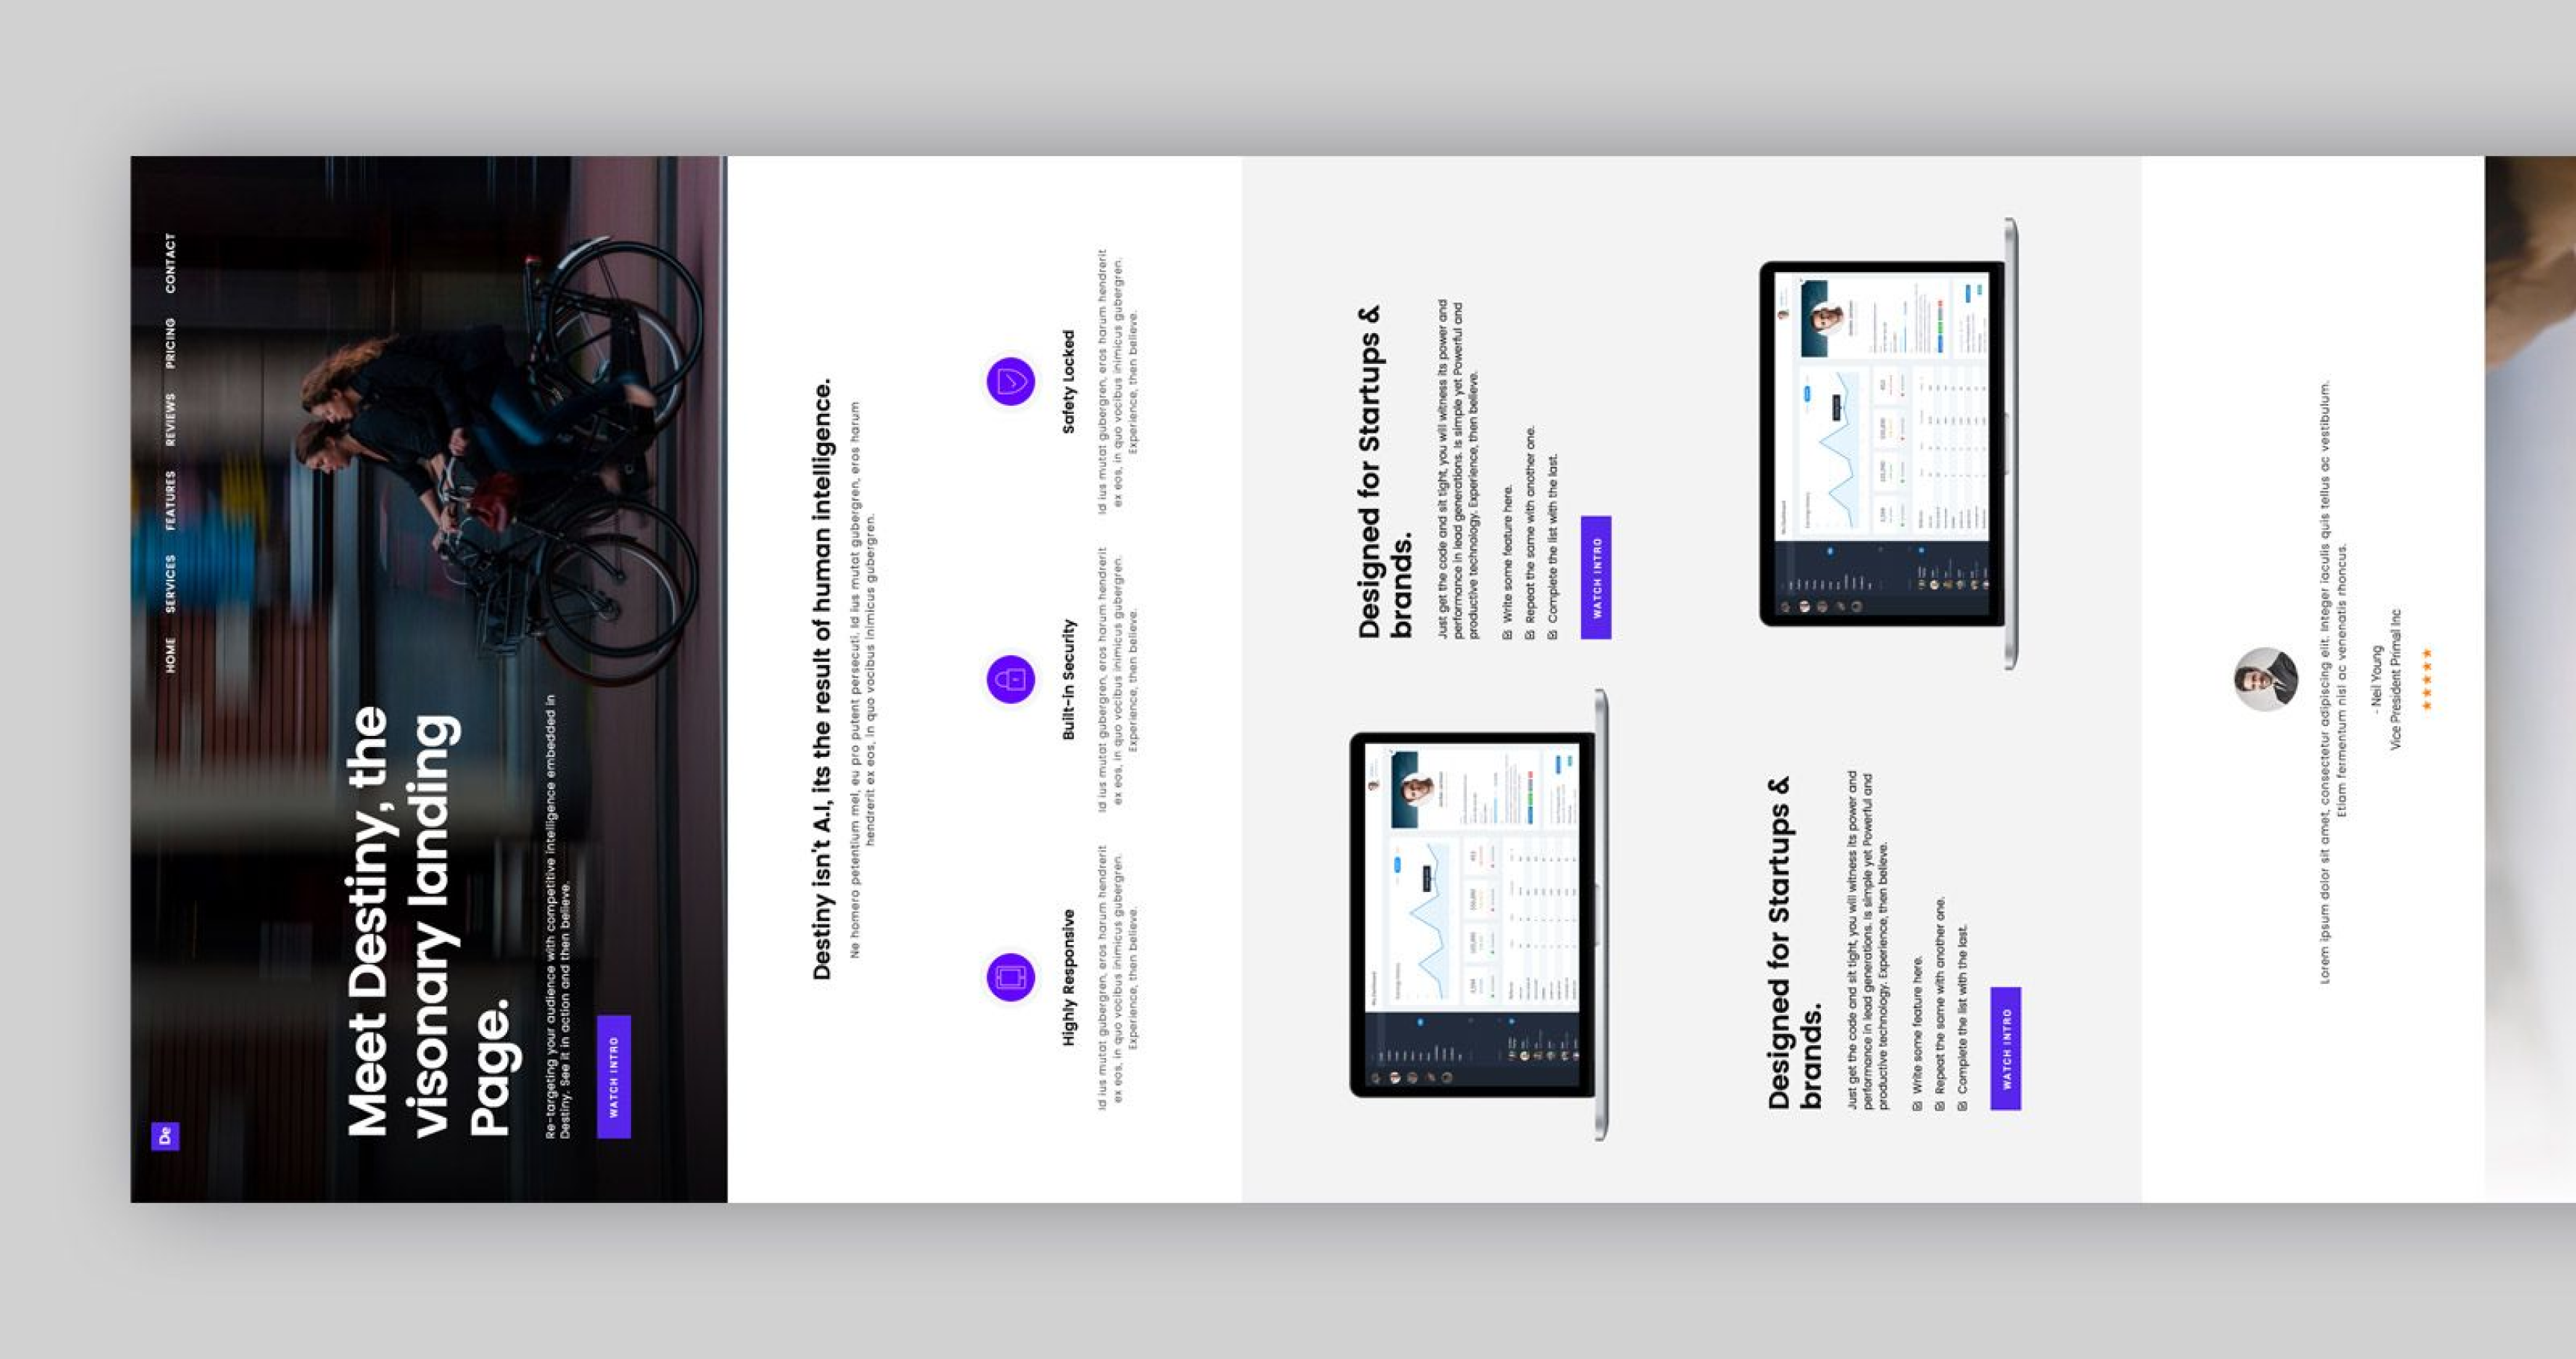 De
HOME SERVICES FEATURES REVIEWS PRICING CONTACT
Meet Destiny, the
visonary landing
Page.
Re-targeting your audience with competitive intelligence embedded in
Destiny. See it in action and then believe.
WATCH INTRO
Destiny isn't A.I, its the result of human intelligence.
Ne homero petentium mel, eu pro putent persecuti. Id ius mutat gubergren, eros harum
hendrerit ex eos, in quo vocibus inimicus gubergren.
Highly Responsive
Id ius mutat gubergren, eros harum hendrerit
ex eos, in quo vocibus inimicus gubergren.
Experience, then believe.
Built-in Security
Id ius mutat gubergren, eros harum hendrerit
ex eos, in quo vocibus inimicus gubergren.
Experience, then believe.
Safety Locked
Id ius mutat gubergren, eros harum hendrerit
ex eos, in quo vocibus inimicus gubergren.
Experience, then believe.
Designed for Startups &
brands.
Just get the code and sit tight, you will witness its power and
performance in lead generations. Is simple yet Powerful and
productive technology. Experience, then believe.
Write some feature here.
Repeat the same with another one.
Complete the list with the last.
WATCH INTRO
Designed for Startups &
brands.
Just get the code and sit tight, you will witness its power and
performance in lead generations. Is simple yet Powerful and
productive technology. Experience, then believe.
Write some feature here.
Repeat the same with another one.
Complete the list with the last.
WATCH INTRO
Lorem ipsum dolor sit amet, consectetur adipiscing elit. Integer iaculis quis tellus ac vestibulum.
Etiam fermentum nisl ac venenatis rhoncus.
- Neil Young
Vice President Primal Inc